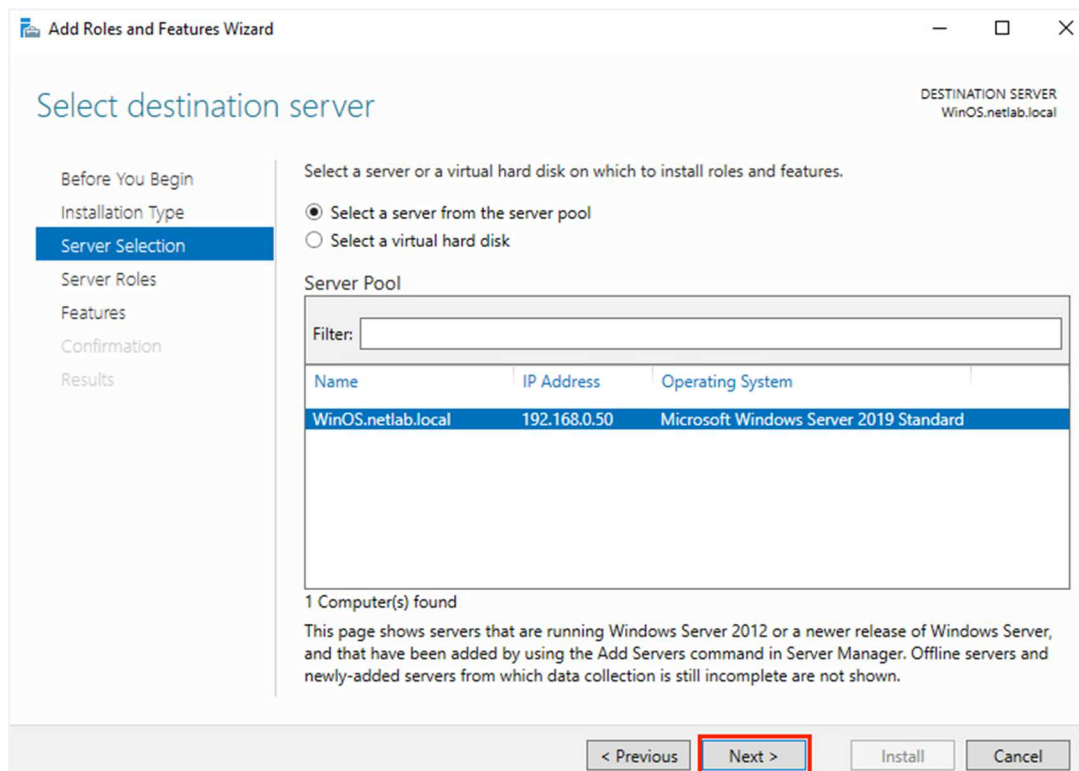 Add Roles and Features Wizard
Select destination server
DESTINATION SERVER
WinOS.netlab.local
Before You Begin
Installation Type
Server Selection
Server Roles
Features
Confirmation
Results
Select a server or a virtual hard disk on which to install roles and features.
Select a server from the server pool
Select a virtual hard disk
Server Pool
Filter:
Name IP Address Operating System
WinOS.netlab.local 192.168.0.50 Microsoft Windows Server 2019 Standard
1 Computer(s) found
This page shows servers that are running Windows Server 2012 or a newer release of Windows Server,
and that have been added by using the Add Servers command in Server Manager. Offline servers and
newly-added servers from which data collection is still incomplete are not shown.
< Previous Next > Install Cancel